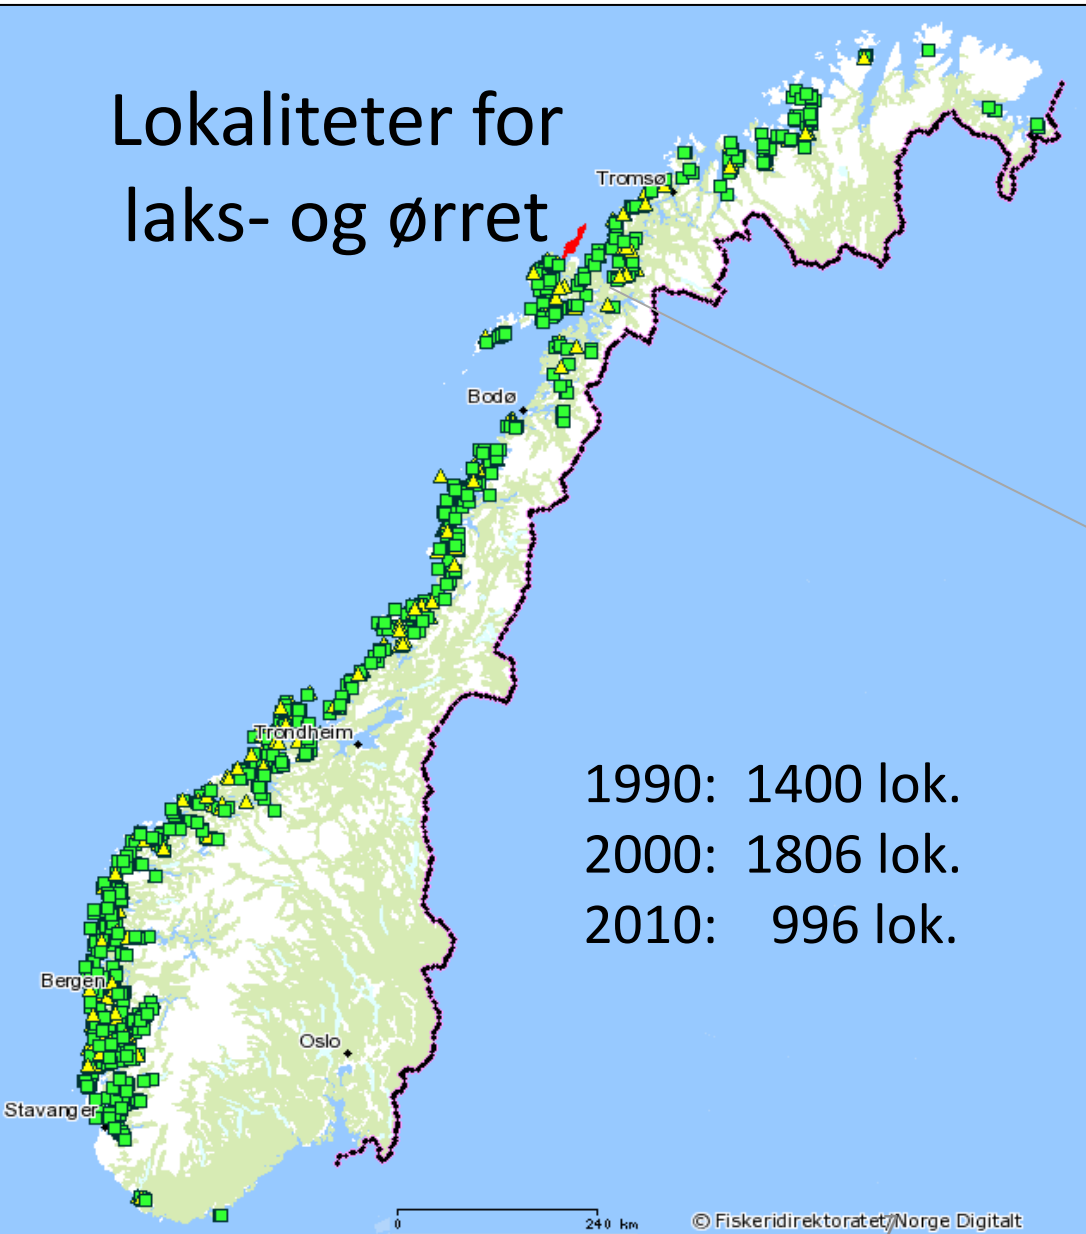 Lokaliteter for
laks- og ørret
Tromsø
Bodø
Trondheim
1990: 1400 lok.
2000: 1806 lok.
2010: 996 lok.
Bergen
Oslo
Stavanger
0 240 km
© Fiskeridirektoratet/Norge Digitalt
7